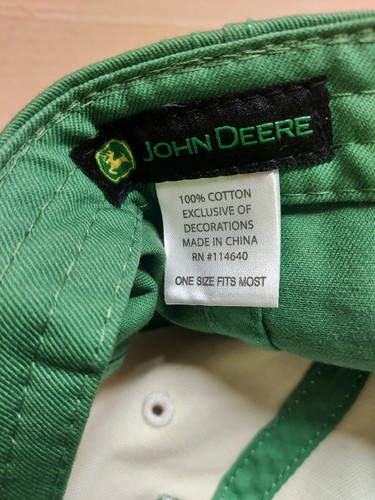 JOHN DEERE
100% COTTON
EXCLUSIVE OF
DECORATIONS
MADE IN CHINA
RN #114640
ONE SIZE FITS MOST